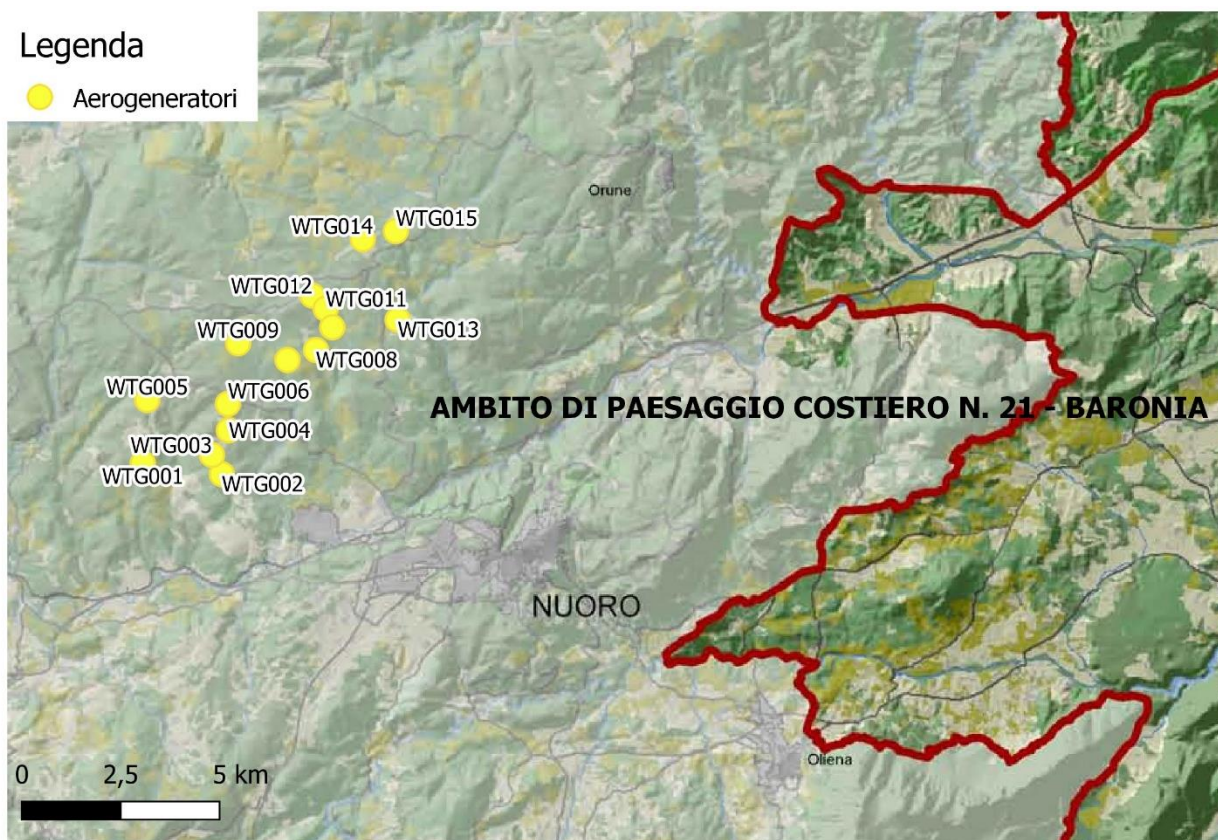 Legenda
Aerogeneratori
Orune
WTG014
WTG015
WTG012
WTG011
WTG009
WTG013
WTG008
WTG005
WTG006
AMBITO DI PAESAGGIO COSTIERO N. 21 - BARONIA
WTG004
WTG003
WTG001
WTG002
NUORO
Oliena
0 2,5 5 km